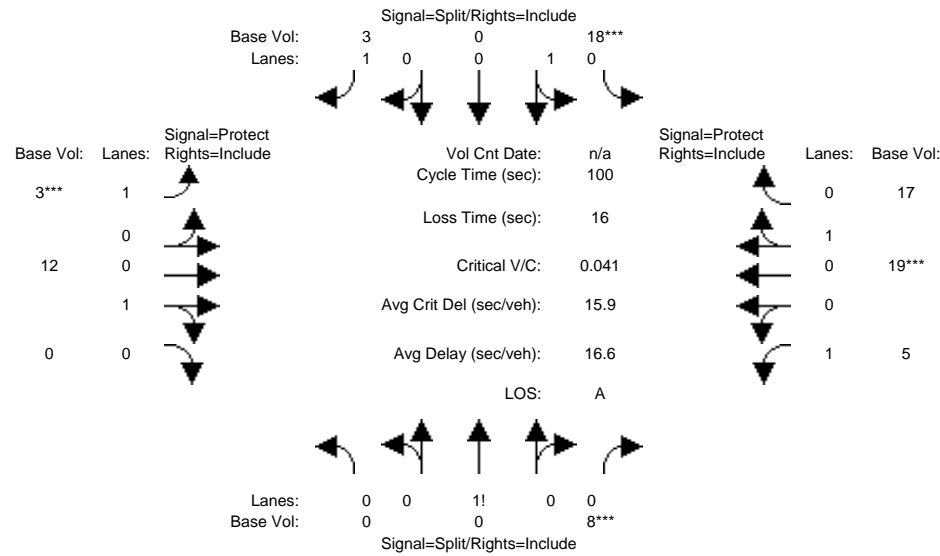 Signal=Split/Rights=Include
Base Vol: 3 0 18***
Lanes: 1 0 0 1 0
Signal=Protect
Base Vol: Lanes: Rights=Include
Vol Cnt Date: n/a
Signal=Protect
Rights=Include Lanes: Base Vol:
Cycle Time (sec): 100
3*** 1
0 17
Loss Time (sec): 16
0
1
12 0
Critical V/C: 0.041
0 19***
1
Avg Crit Del (sec/veh): 15.9
0
0 0
Avg Delay (sec/veh): 16.6
1 5
LOS: A
Lanes: 0 0 1! 0 0
Base Vol: 0 0 8***
Signal=Split/Rights=Include